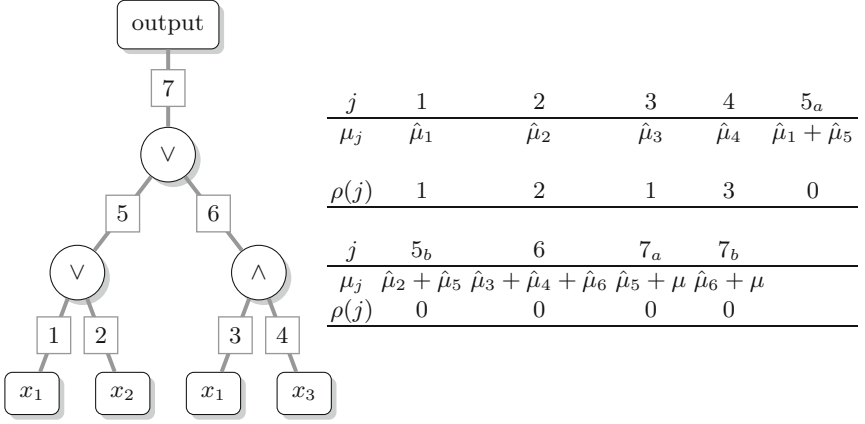 output
7
∨
5 6
∨ ∧
1 2 3 4
x₁ x₂ x₁ x₃
j 1 2 3 4 5ₐ
μⱼ μ̂₁ μ̂₂ μ̂₃ μ̂₄ μ̂₁ + μ̂₅
ρ(j) 1 2 1 3 0
j 5_b 6 7ₐ 7_b
μⱼ μ̂₂ + μ̂₅ μ̂₃ + μ̂₄ + μ̂₆ μ̂₅ + μ μ̂₆ + μ
ρ(j) 0 0 0 0